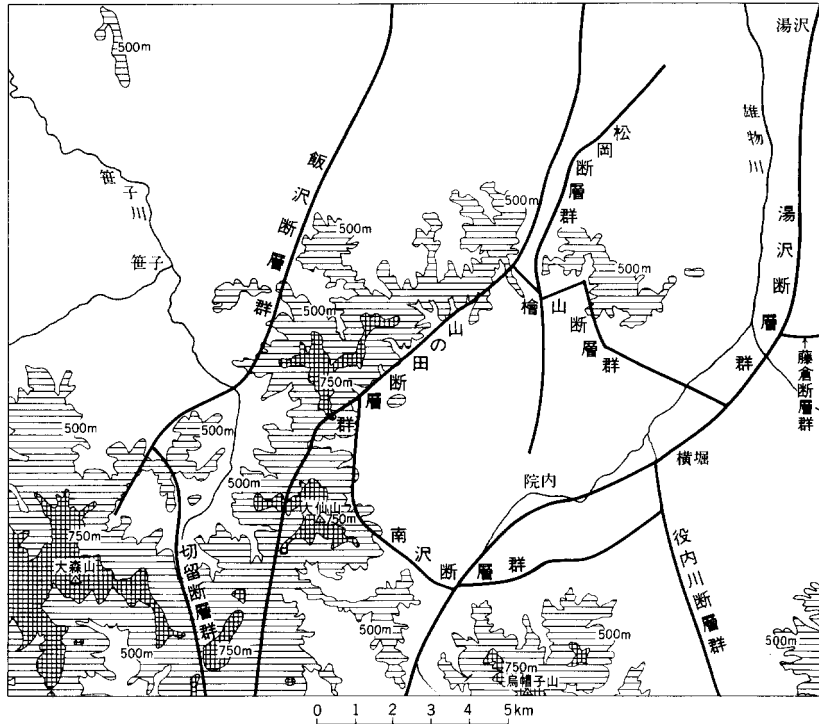 500m
湯沢
雄物川
飯沢断層群
松岡断層群
笹子川
笹子
湯沢断層群
500m
500m
500m
500m
500m
山の田断層群
檜山断層群
750m
藤倉断層群
500m
500m
横堀
院内
大仙山
750m
南沢断層群
役内川断層群
750m
大森山
切留断層群
500m
500m
500m
750m
500m
750m
烏帽子山
500m
0 1 2 3 4 5km